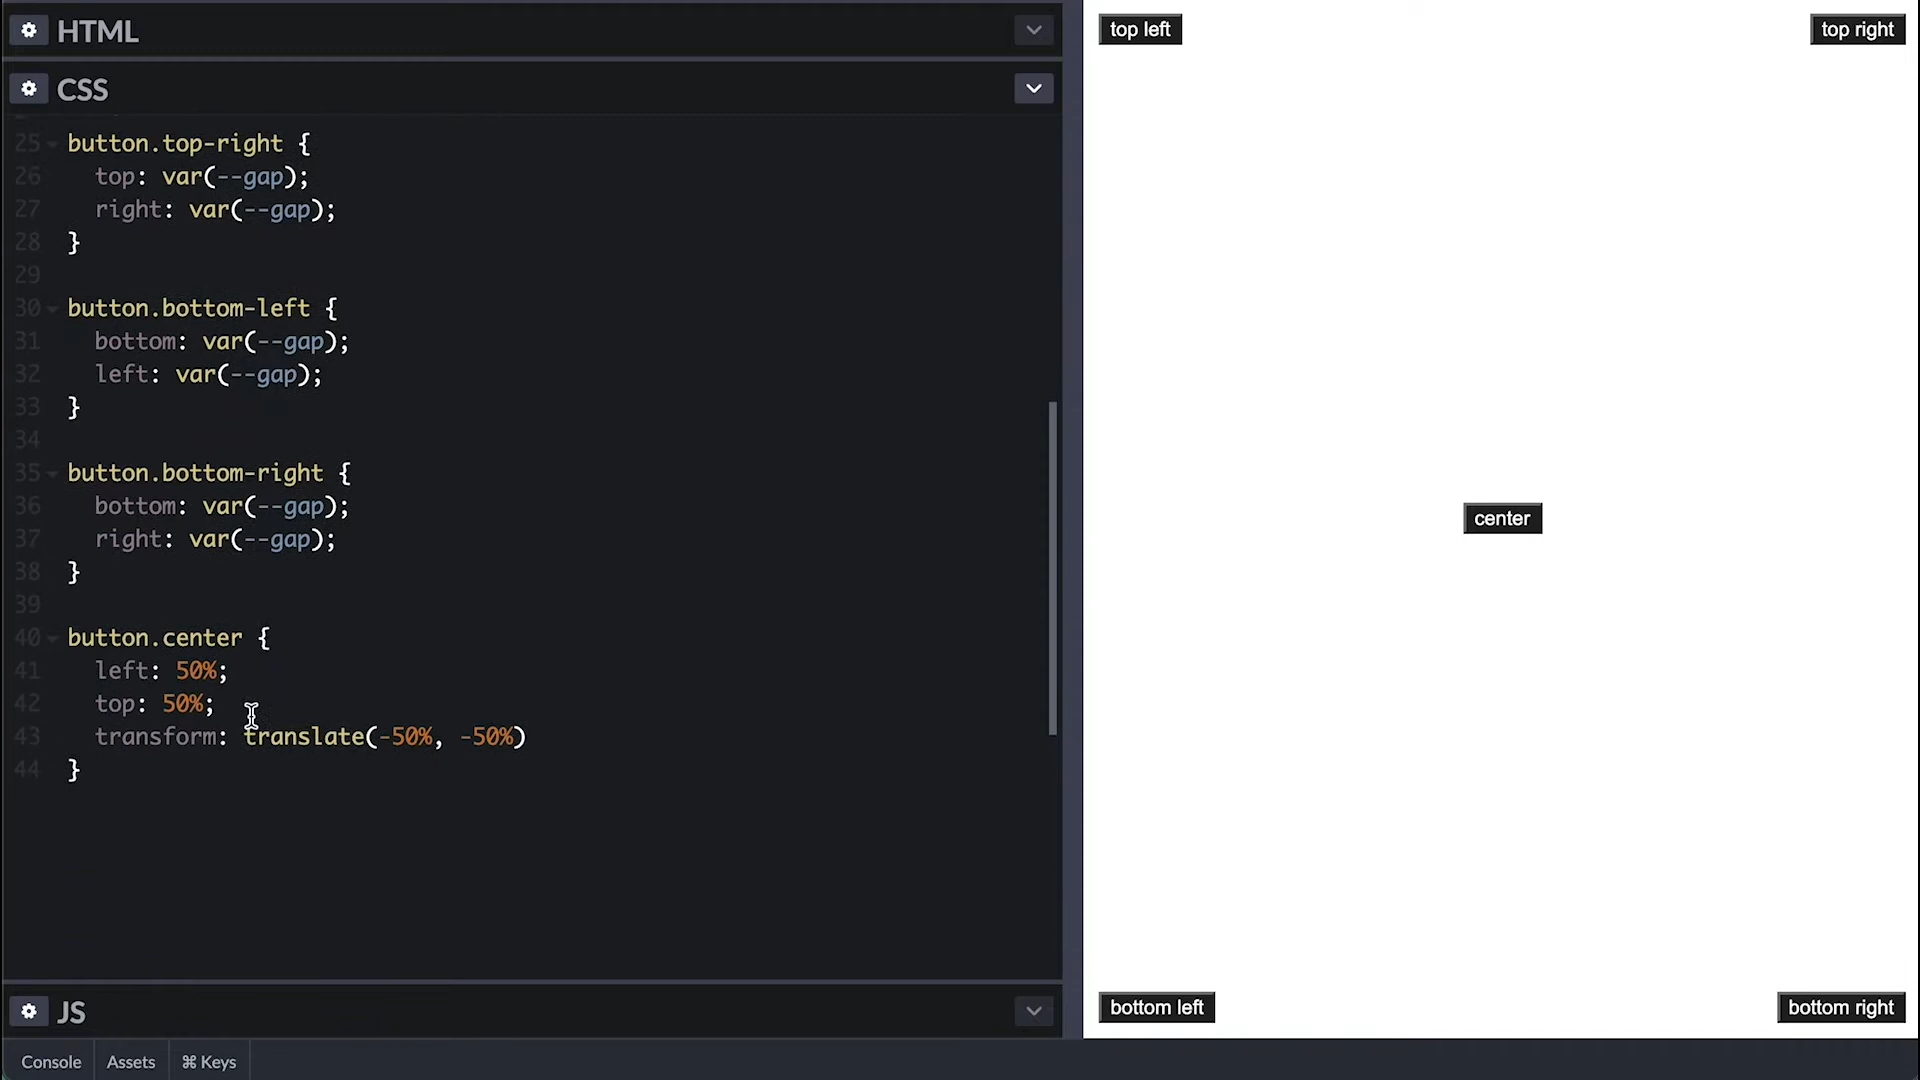 HTML
CSS
25 button.top-right {
26 top: var(--gap);
27 right: var(--gap);
28 }
29
30 button.bottom-left {
31 bottom: var(--gap);
32 left: var(--gap);
33 }
34
35 button.bottom-right {
36 bottom: var(--gap);
37 right: var(--gap);
38 }
39
40 button.center {
41 left: 50%;
42 top: 50%;
43 transform: translate(-50%, -50%)
44 }
JS
Console Assets ⌘ Keys
top left
top right
center
bottom left
bottom right